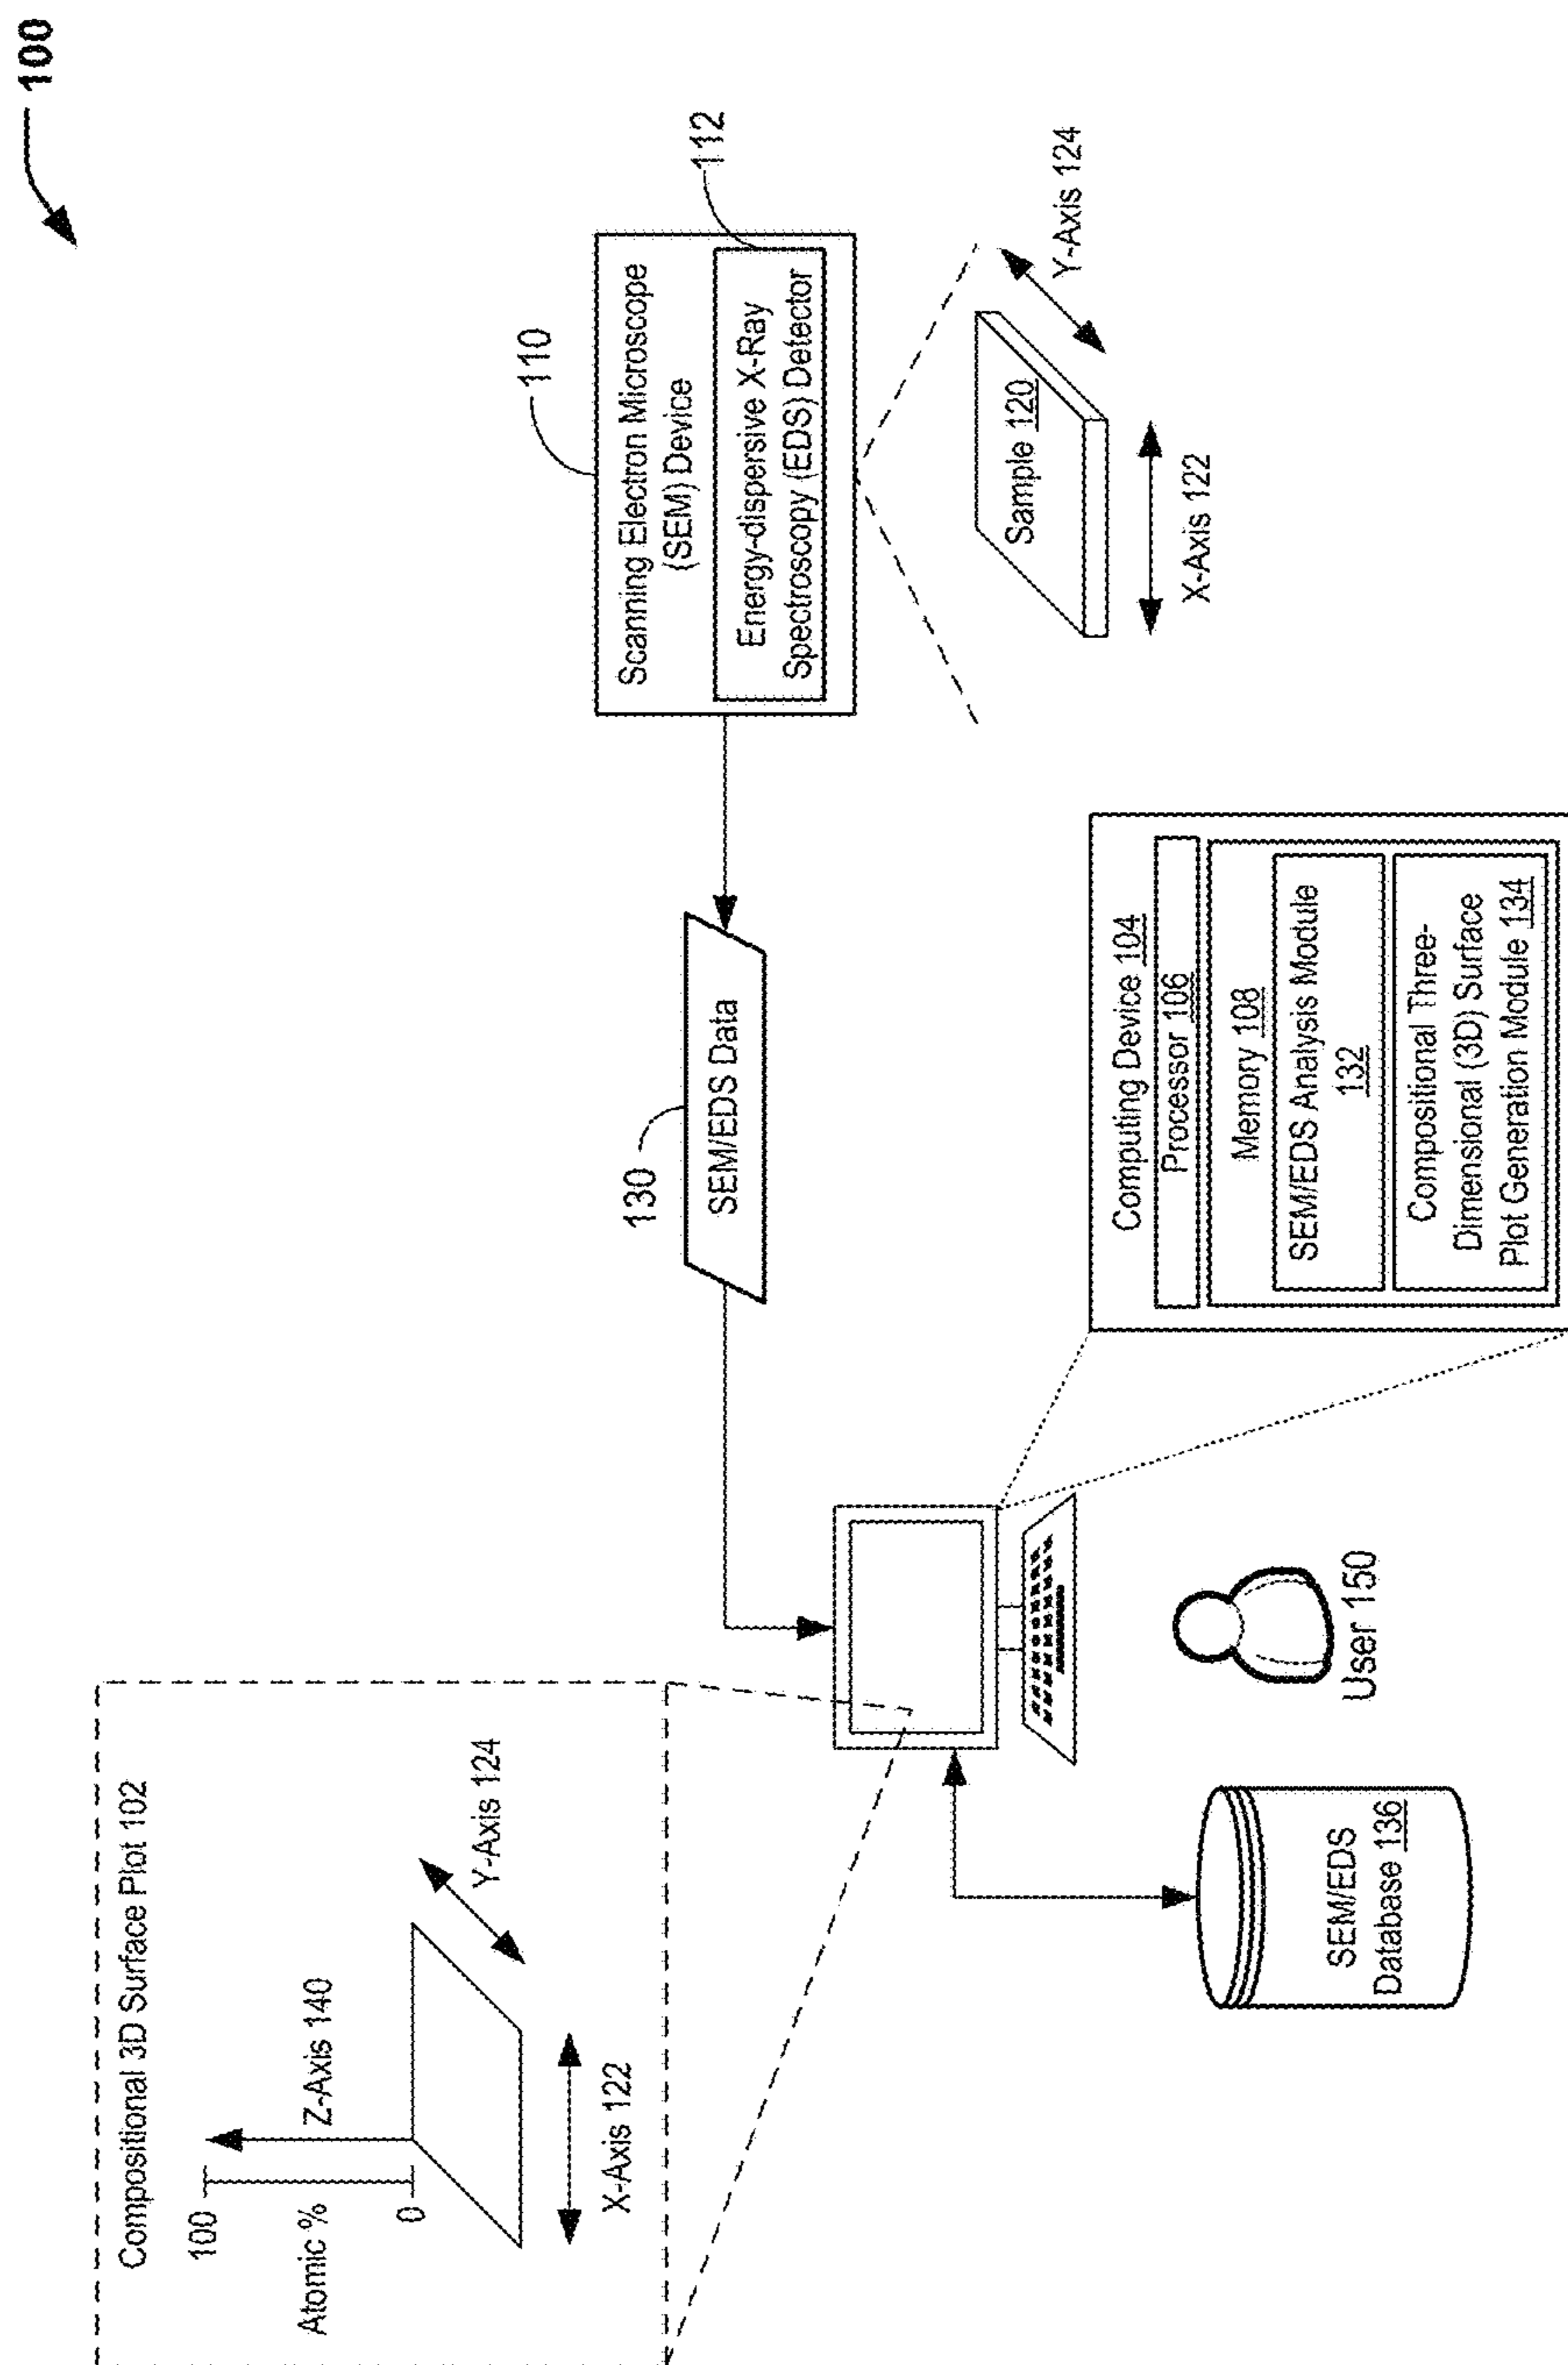 100
Compositional 3D Surface Plot 102
100
Atomic %
0
Z-Axis 140
Y-Axis 124
X-Axis 122
130
SEM/EDS Data
110
Scanning Electron Microscope
(SEM) Device
112
Energy-dispersive X-Ray
Spectroscopy (EDS) Detector
Sample 120
Y-Axis 124
X-Axis 122
Computing Device 104
Processor 106
Memory 108
SEM/EDS Analysis Module
132
Compositional Three-
Dimensional (3D) Surface
Plot Generation Module 134
User 150
SEM/EDS
Database 136